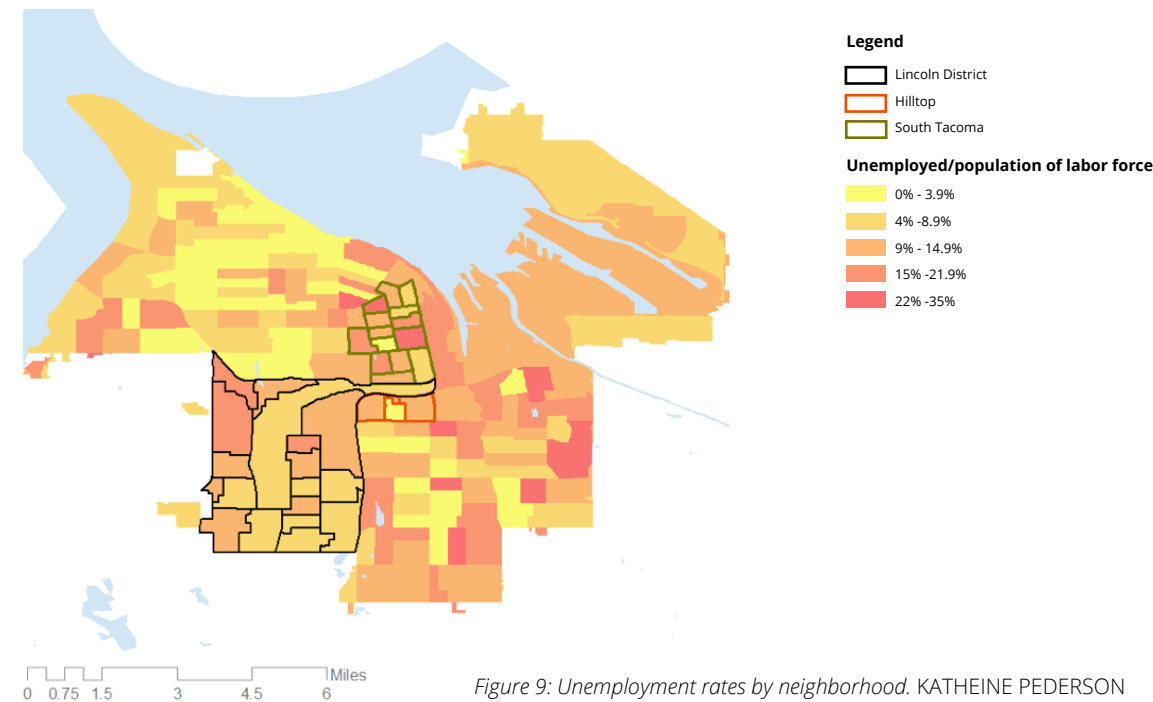 Legend
Lincoln District
Hilltop
South Tacoma
Unemployed/population of labor force
0% - 3.9%
4% -8.9%
9% - 14.9%
15% -21.9%
22% -35%
Miles
0 0.75 1.5 3 4.5 6
Figure 9: Unemployment rates by neighborhood. KATHEINE PEDERSON